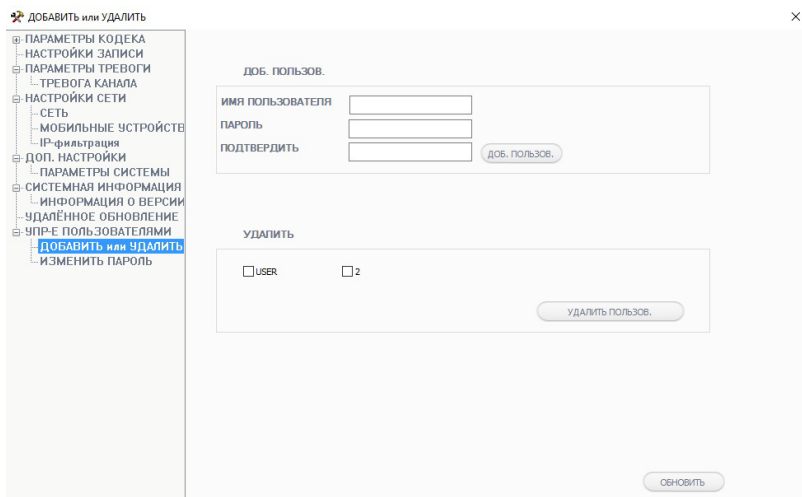 ДОБАВИТЬ или УДАЛИТЬ
ПАРАМЕТРЫ КОДЕКА
НАСТРОЙКИ ЗАПИСИ
ПАРАМЕТРЫ ТРЕВОГИ
ТРЕВОГА КАНАЛА
НАСТРОЙКИ СЕТИ
СЕТЬ
МОБИЛЬНЫЕ УСТРОЙСТВ
IP-фильтрация
ДОП. НАСТРОЙКИ
ПАРАМЕТРЫ СИСТЕМЫ
СИСТЕМНАЯ ИНФОРМАЦИЯ
ИНФОРМАЦИЯ О ВЕРСИИ
УДАЛЁННОЕ ОБНОВЛЕНИЕ
УПР-Е ПОЛЬЗОВАТЕЛЯМИ
ДОБАВИТЬ или УДАЛИТЬ
ИЗМЕНИТЬ ПАРОЛЬ
ДОБ. ПОЛЬЗОВ.
ИМЯ ПОЛЬЗОВАТЕЛЯ
ПАРОЛЬ
ПОДТВЕРДИТЬ
ДОБ. ПОЛЬЗОВ.
УДАЛИТЬ
USER 2
УДАЛИТЬ ПОЛЬЗОВ.
ОБНОВИТЬ